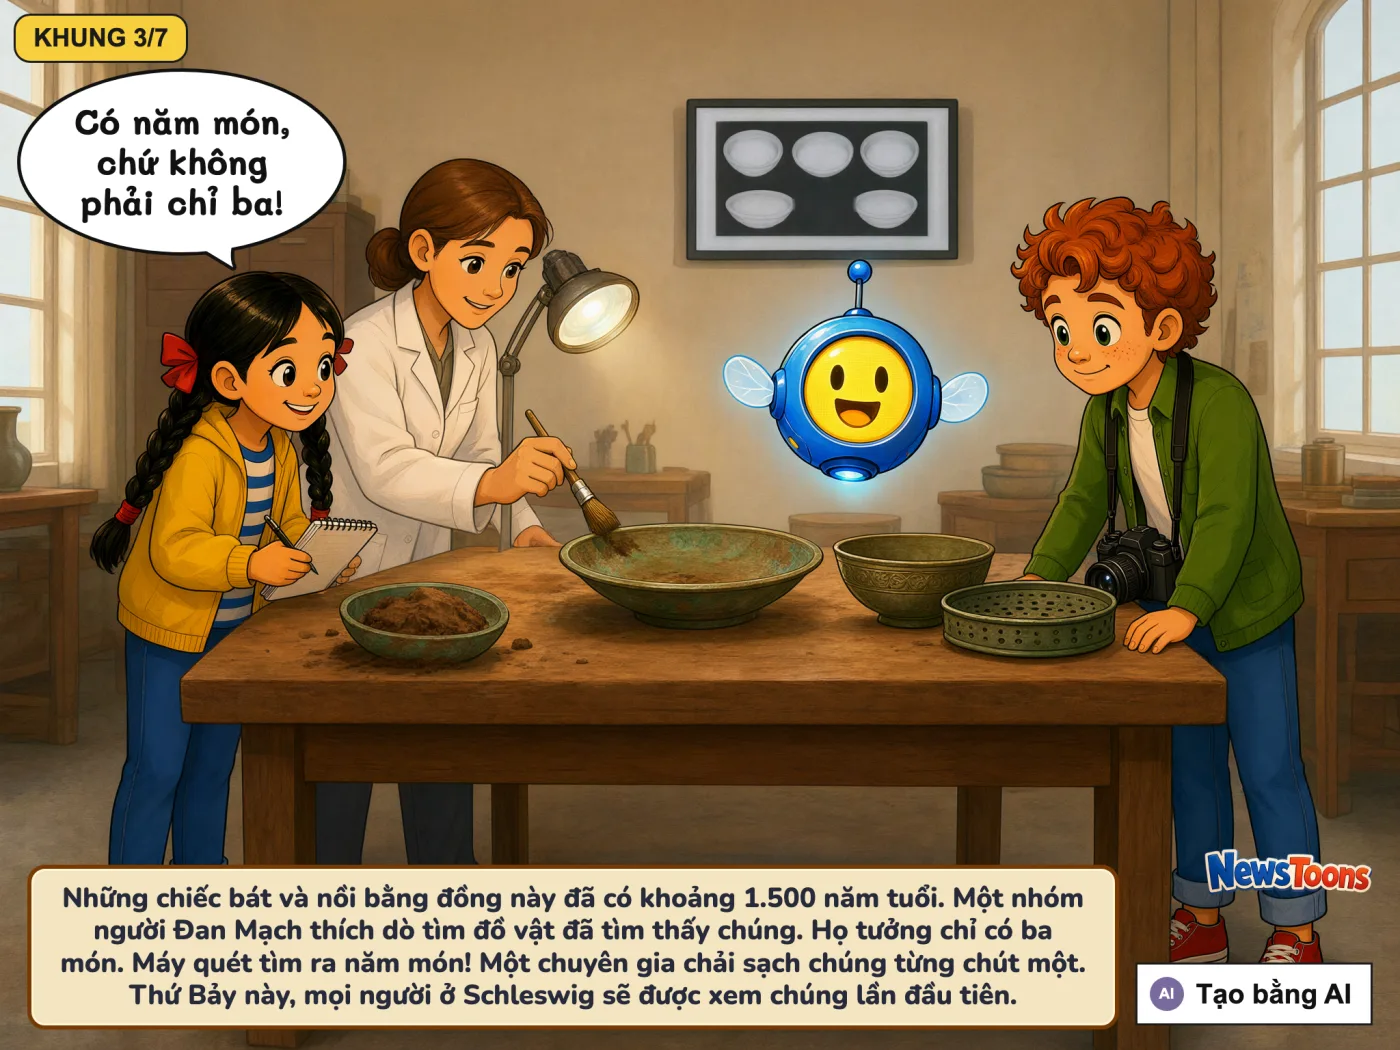 KHUNG 3/7
Có năm món,
chứ không
phải chỉ ba!
Những chiếc bát và nồi bằng đồng này đã có khoảng 1.500 năm tuổi. Một nhóm
người Đan Mạch thích dò tìm đồ vật đã tìm thấy chúng. Họ tưởng chỉ có ba
món. Máy quét tìm ra năm món! Một chuyên gia chải sạch chúng từng chút một.
Thứ Bảy này, mọi người ở Schleswig sẽ được xem chúng lần đầu tiên.
NewsToons
AI Tạo bằng AI